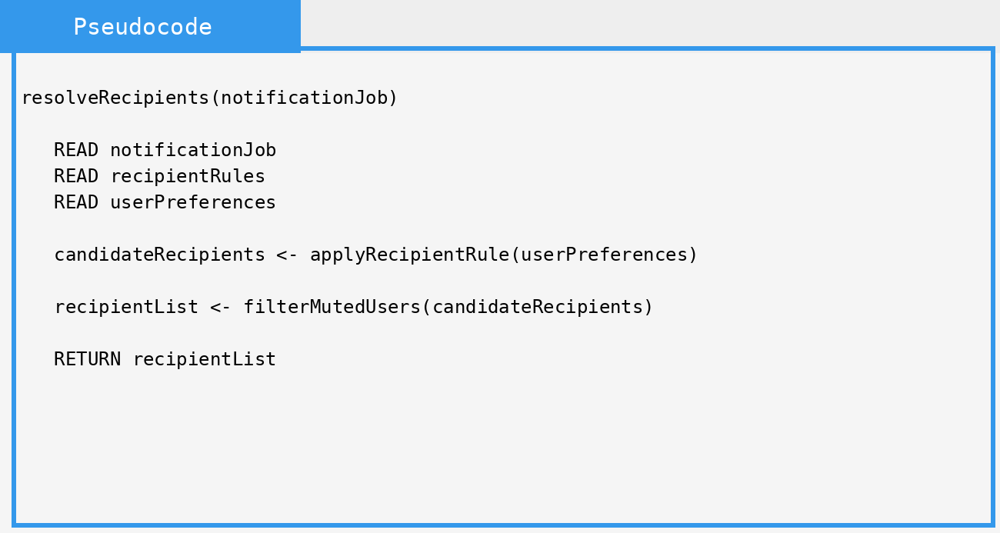 Pseudocode
resolveRecipients(notificationJob)
READ notificationJob
READ recipientRules
READ userPreferences
candidateRecipients <- applyRecipientRule(userPreferences)
recipientList <- filterMutedUsers(candidateRecipients)
RETURN recipientList